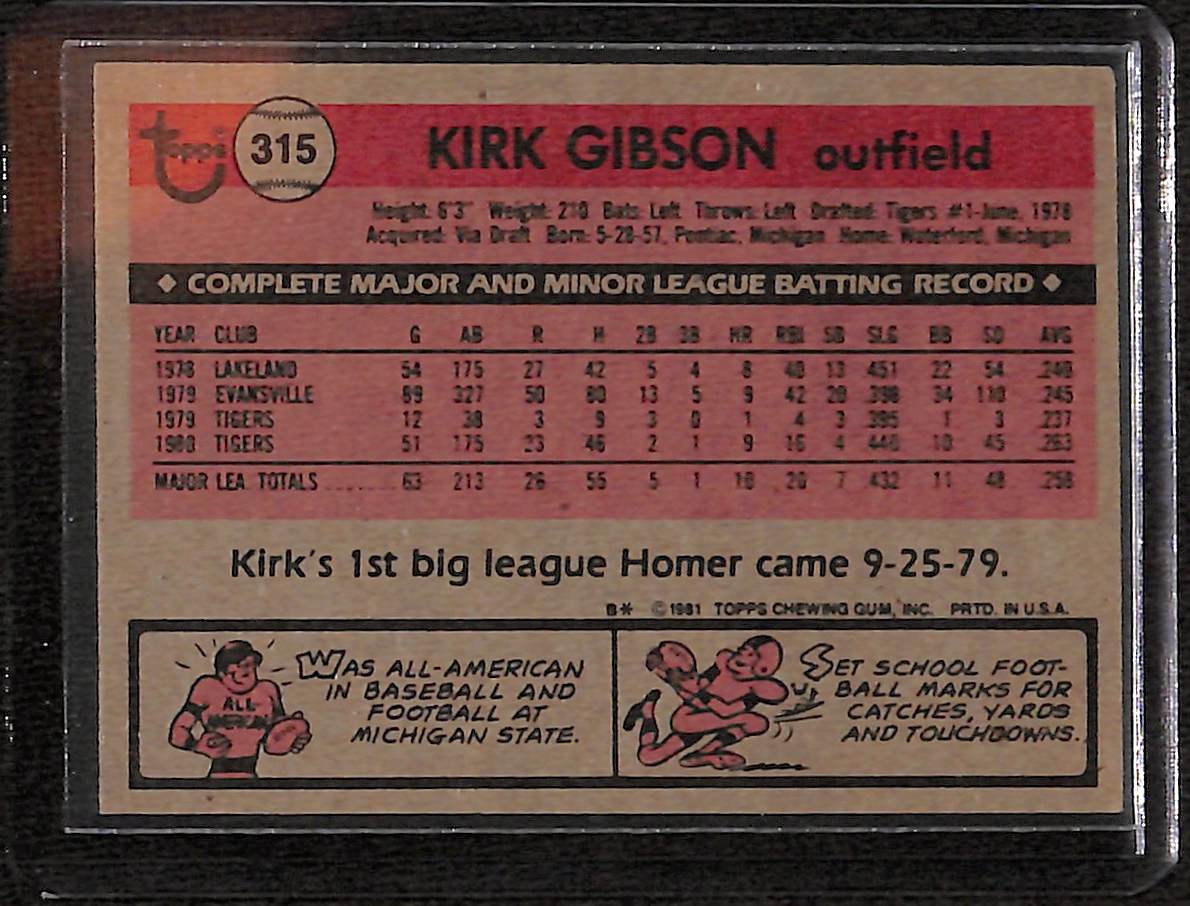 Topps 315 KIRK GIBSON outfield
Height: 6'3" Weight: 210 Bats: Left Throws: Left Drafted: Tigers #1-June, 1978
Acquired: Via Draft Born: 5-28-57, Pontiac, Michigan Home: Waterford, Michigan
◆ COMPLETE MAJOR AND MINOR LEAGUE BATTING RECORD ◆
YEAR CLUB G AB R H 2B 3B HR RBI SB SLG BB SO AVG
1978 LAKELAND 54 175 27 42 5 4 8 40 13 .451 22 54 .240
1979 EVANSVILLE 89 327 50 80 13 5 9 42 20 .398 34 110 .245
1979 TIGERS 12 38 3 9 3 0 1 4 3 .395 1 3 .237
1980 TIGERS 51 175 23 46 2 1 9 16 4 .440 10 45 .263
MAJOR LEA. TOTALS ........ 63 213 26 55 5 1 10 20 7 .432 11 48 .258
Kirk's 1st big league Homer came 9-25-79.
B* © 1981 TOPPS CHEWING GUM, INC. PRTD. IN U.S.A.
WAS ALL-AMERICAN
IN BASEBALL AND
FOOTBALL AT
MICHIGAN STATE.
ALL
AMERICAN
SET SCHOOL FOOT-
BALL MARKS FOR
CATCHES, YARDS
AND TOUCHDOWNS.